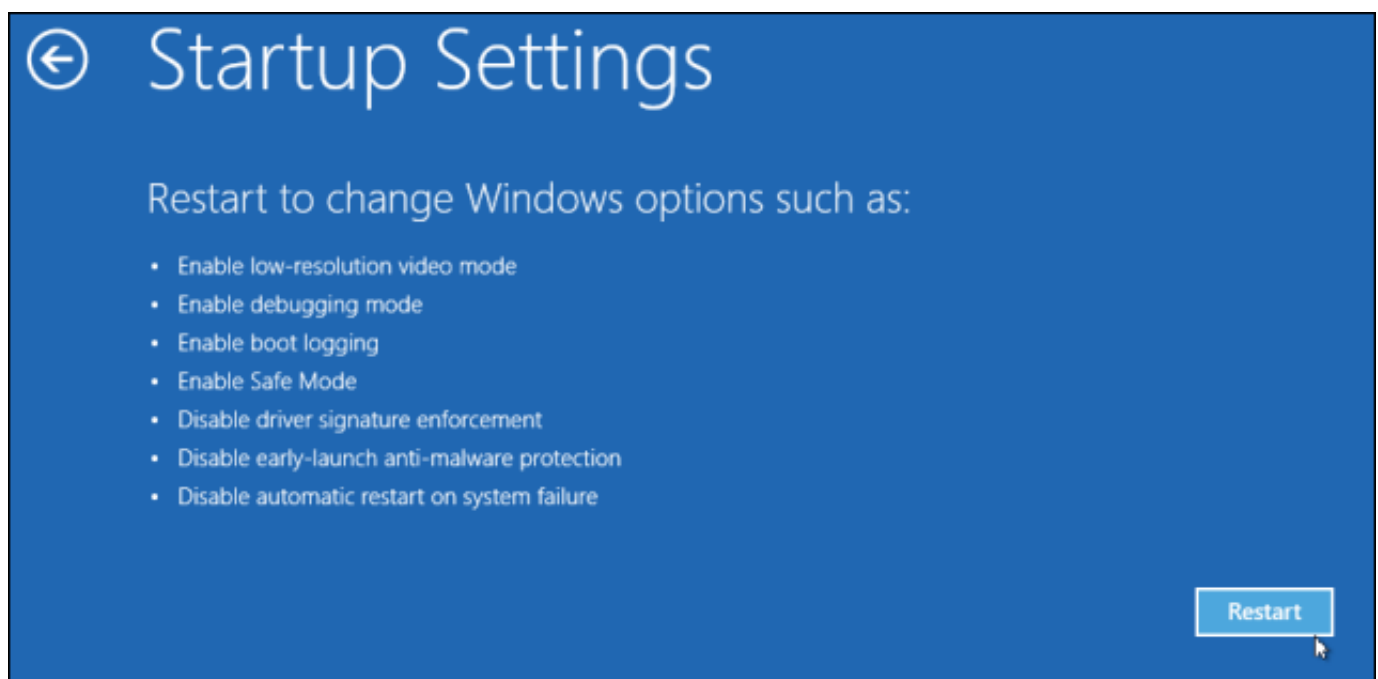 Startup Settings
Restart to change Windows options such as:
• Enable low-resolution video mode
• Enable debugging mode
• Enable boot logging
• Enable Safe Mode
• Disable driver signature enforcement
• Disable early-launch anti-malware protection
• Disable automatic restart on system failure
Restart